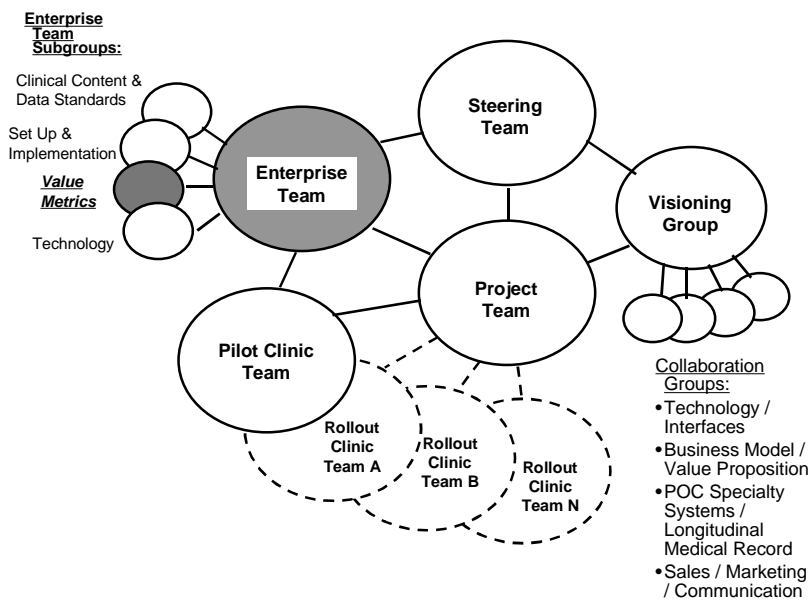 Enterprise
Team
Subgroups:
Clinical Content &
Data Standards
Set Up &
Implementation
Value
Metrics
Technology
Enterprise
Team
Steering
Team
Visioning
Group
Project
Team
Pilot Clinic
Team
Rollout
Clinic
Team A
Rollout
Clinic
Team B
Rollout
Clinic
Team N
Collaboration
Groups:
•Technology /
Interfaces
•Business Model /
Value Proposition
•POC Specialty
Systems /
Longitudinal
Medical Record
•Sales / Marketing
/ Communication